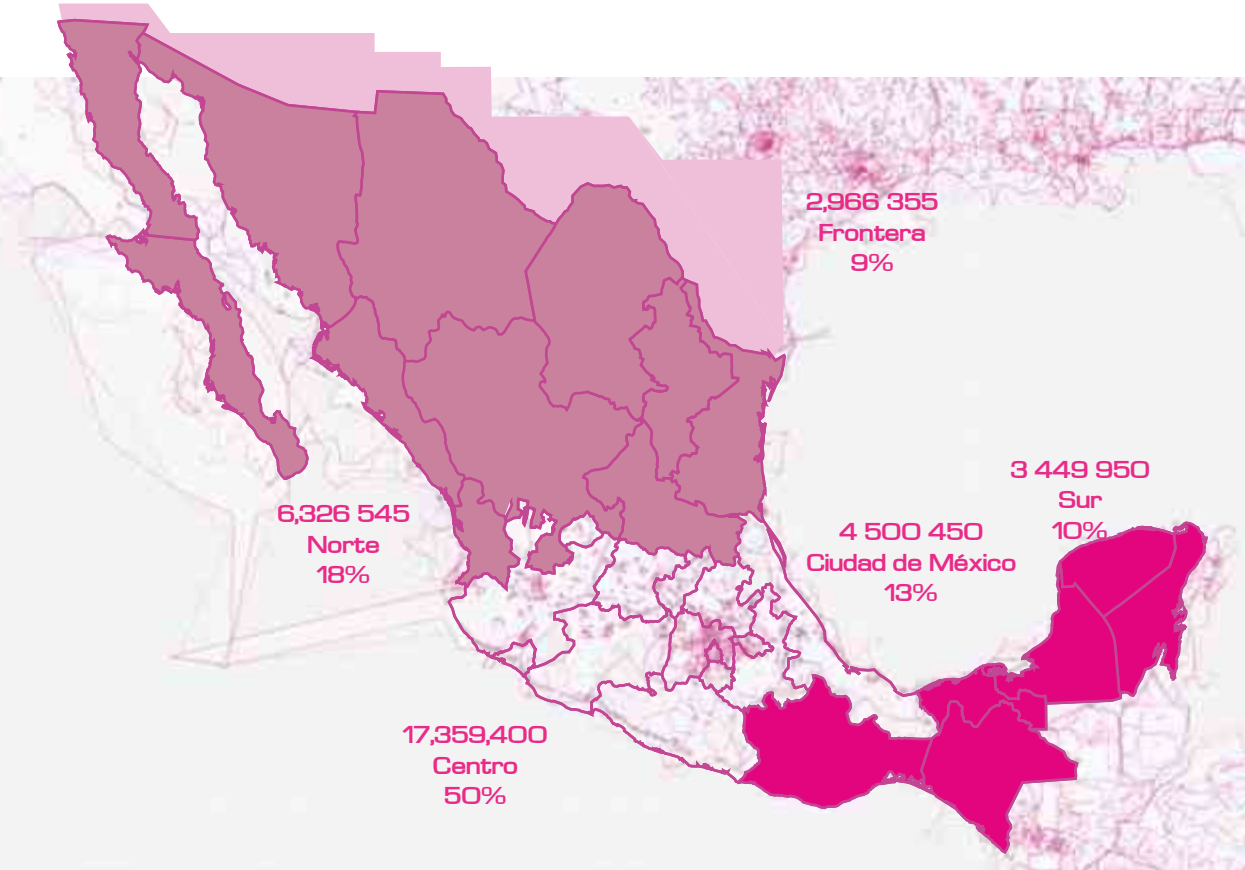 2,966 355
Frontera
9%
6,326 545
Norte
18%
3 449 950
Sur
10%
4 500 450
Ciudad de México
13%
17,359,400
Centro
50%